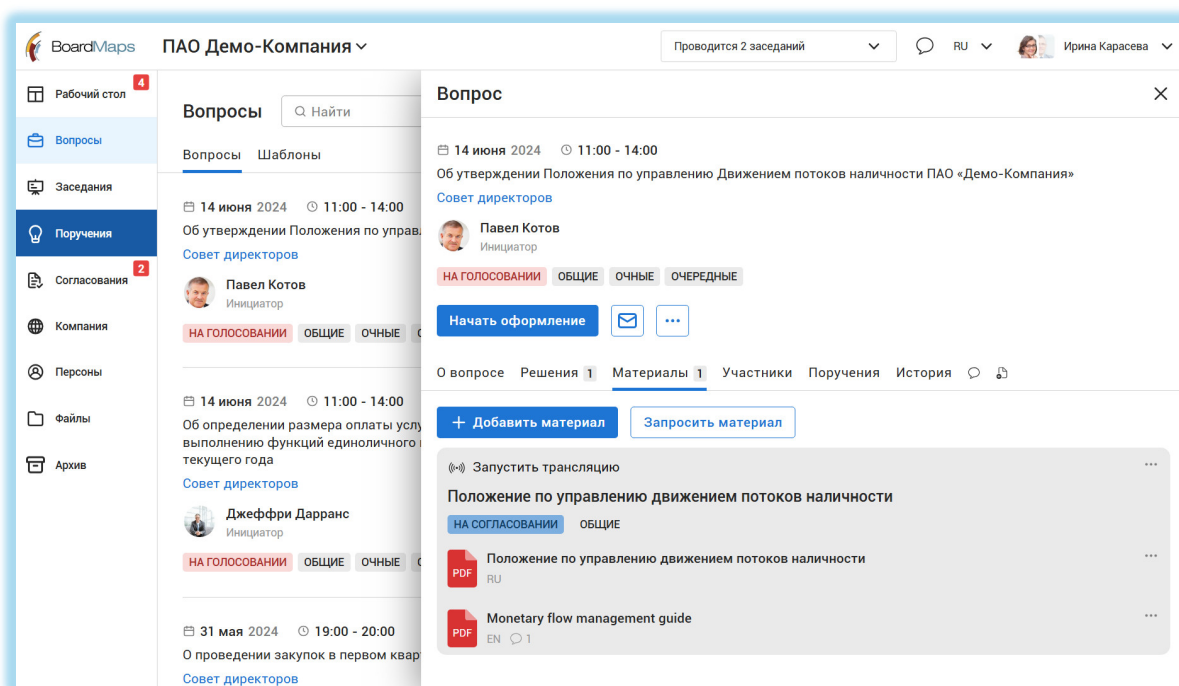 BoardMaps
ПАО Демо-Компания
Проводится 2 заседаний
RU
Ирина Карасева
Рабочий стол
4
Вопросы
Заседания
Поручения
Согласования
2
Компания
Персоны
Файлы
Архив
Вопросы
Найти
Вопросы Шаблоны
14 июня 2024 11:00 - 14:00
Об утверждении Положения по управ
Совет директоров
Павел Котов
Инициатор
НА ГОЛОСОВАНИИ ОБЩИЕ ОЧНЫЕ
14 июня 2024 11:00 - 14:00
Об определении размера оплаты услу
выполнению функций единоличного
текущего года
Совет директоров
Джеффри Дарранс
Инициатор
НА ГОЛОСОВАНИИ ОБЩИЕ ОЧНЫЕ
31 мая 2024 19:00 - 20:00
О проведении закупок в первом квар
Совет директоров
Вопрос
14 июня 2024 11:00 - 14:00
Об утверждении Положения по управлению Движением потоков наличности ПАО «Демо-Компания»
Совет директоров
Павел Котов
Инициатор
НА ГОЛОСОВАНИИ ОБЩИЕ ОЧНЫЕ ОЧЕРЕДНЫЕ
Начать оформление
О вопросе Решения 1 Материалы 1 Участники Поручения История
+ Добавить материал Запросить материал
Запустить трансляцию
Положение по управлению движением потоков наличности
НА СОГЛАСОВАНИИ ОБЩИЕ
PDF
Положение по управлению движением потоков наличности
RU
PDF
Monetary flow management guide
EN 1